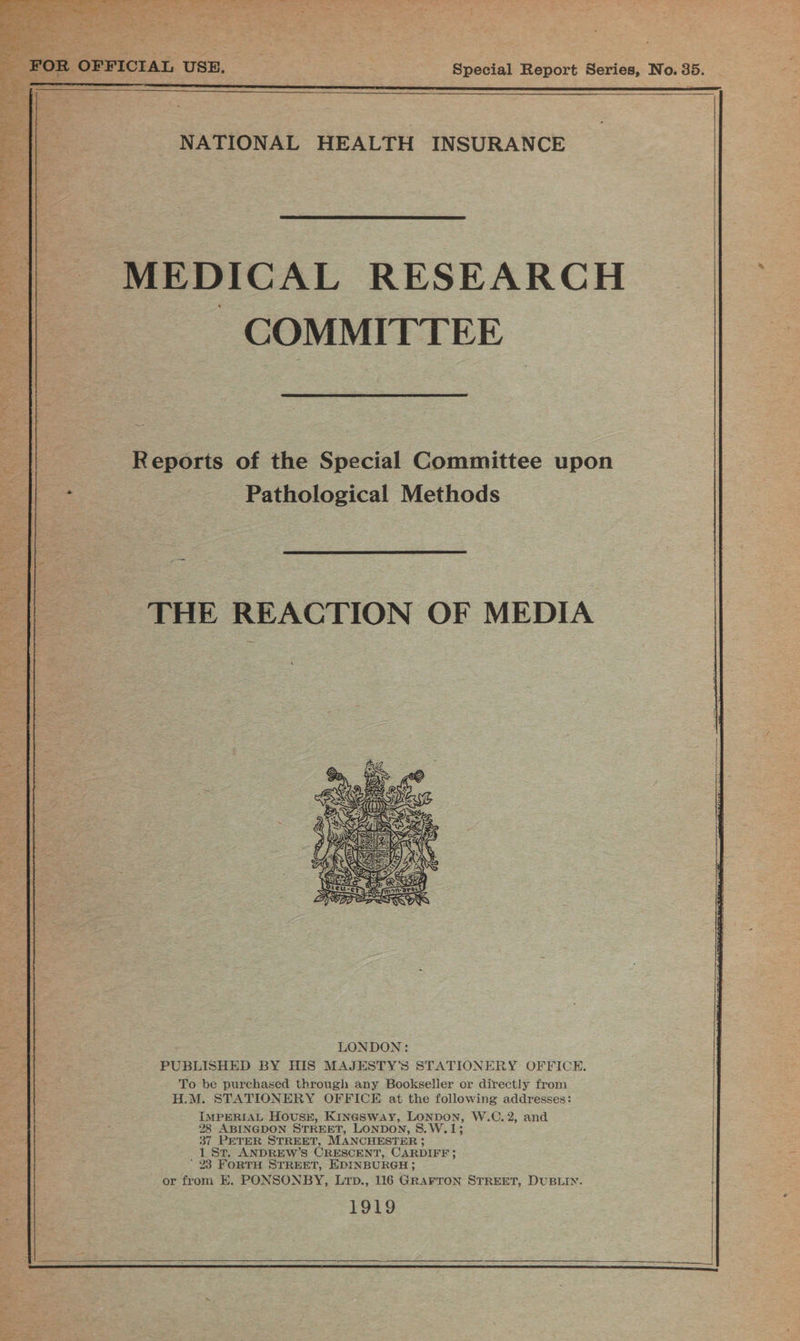 FOR OFFICIAL USE. Special Report Series, No. 35.
NATIONAL HEALTH INSURANCE
MEDICAL RESEARCH
COMMITTEE
Reports of the Special Committee upon
Pathological Methods
THE REACTION OF MEDIA
LONDON:
PUBLISHED BY HIS MAJESTY'S STATIONERY OFFICE.
To be purchased through any Bookseller or directly from
H.M. STATIONERY OFFICE at the following addresses:
IMPERIAL HOUSE, KINGSWAY, LONDON, W.C. 2, and
28 ABINGDON STREET, LONDON, S.W. 1;
37 PETER STREET, MANCHESTER;
1 ST. ANDREW'S CRESCENT, CARDIFF;
23 FORTH STREET, EDINBURGH;
or from E. PONSONBY, LTD., 116 GRAFTON STREET, DUBLIN.
1919